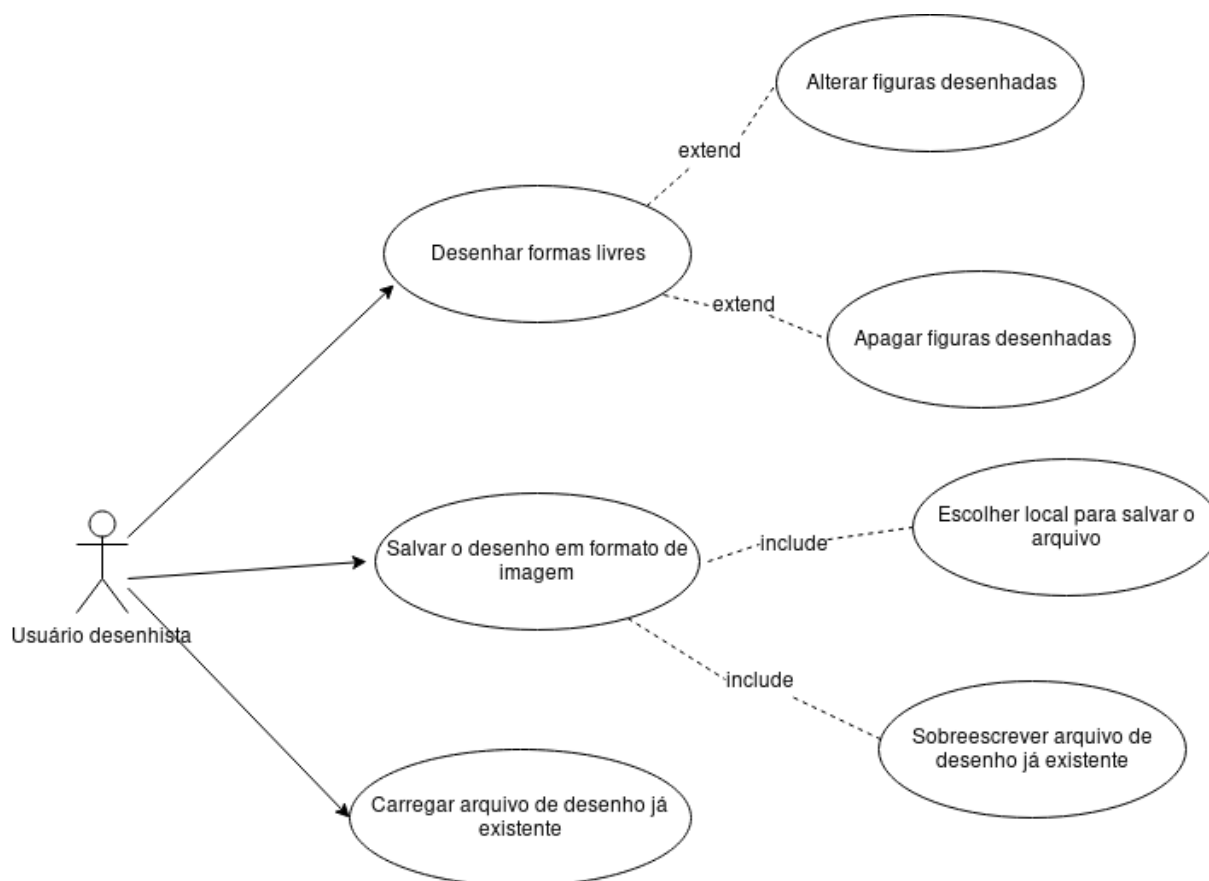 Alterar figuras desenhadas
extend
Desenhar formas livres
extend
Apagar figuras desenhadas
Escolher local para salvar o
arquivo
include
Salvar o desenho em formato de
imagem
Usuário desenhista
include
Sobreescrever arquivo de
desenho já existente
Carregar arquivo de desenho já
existente